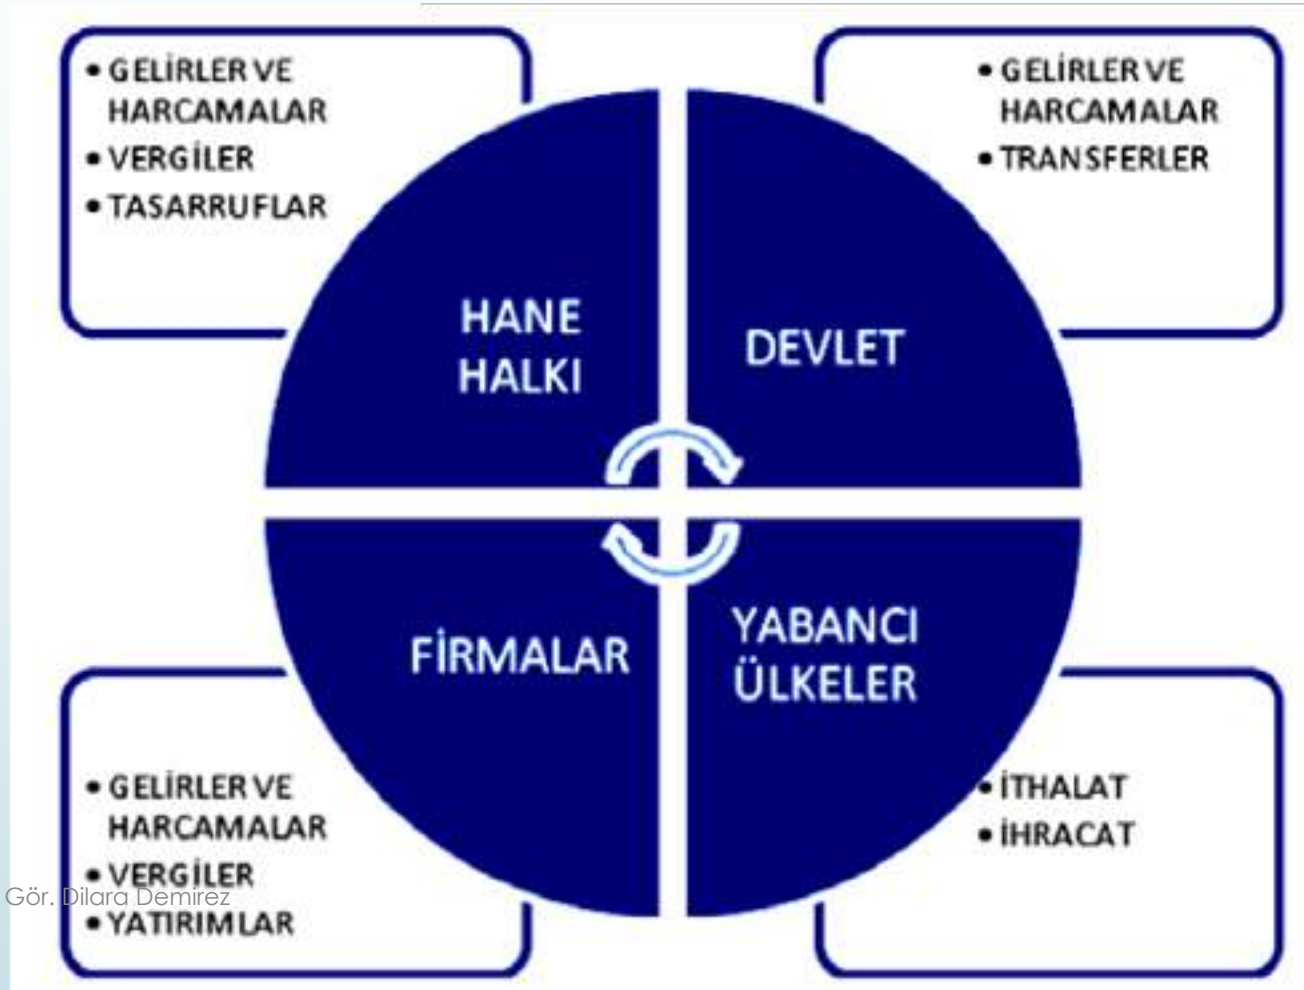 • GELİRLER VE
HARCAMALAR
• VERGİLER
• TASARRUFLAR
• GELİRLER VE
HARCAMALAR
• TRANSFERLER
HANE
HALKI
DEVLET
FİRMALAR
YABANCI
ÜLKELER
• GELİRLER VE
HARCAMALAR
• VERGİLER
• YATIRIMLAR
• İTHALAT
• İHRACAT
Gör. Dilara Demirez